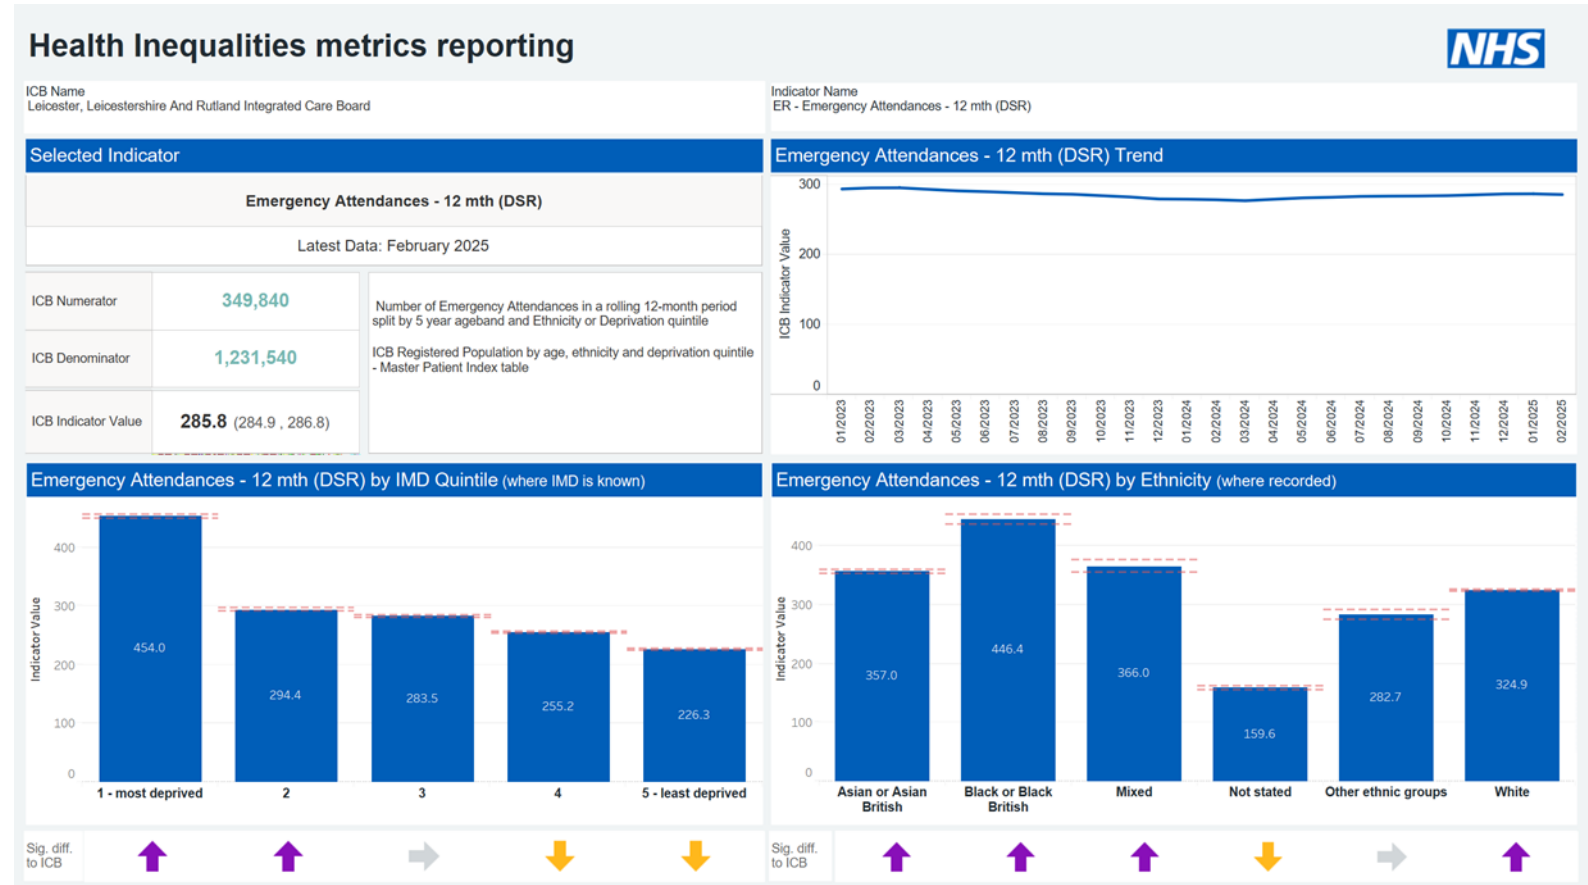 Health Inequalities metrics reporting
NHS
ICB Name
Leicester, Leicestershire And Rutland Integrated Care Board
Indicator Name
ER - Emergency Attendances - 12 mth (DSR)
Selected Indicator
Emergency Attendances - 12 mth (DSR)
Latest Data: February 2025
ICB Numerator
349,840
ICB Denominator
1,231,540
ICB Indicator Value
285.8 (284.9 , 286.8)
Number of Emergency Attendances in a rolling 12-month period
split by 5 year ageband and Ethnicity or Deprivation quintile
ICB Registered Population by age, ethnicity and deprivation quintile
- Master Patient Index table
Emergency Attendances - 12 mth (DSR) Trend
ICB Indicator Value
300
200
100
0
01/2023
02/2023
03/2023
04/2023
05/2023
06/2023
07/2023
08/2023
09/2023
10/2023
11/2023
12/2023
01/2024
02/2024
03/2024
04/2024
05/2024
06/2024
07/2024
08/2024
09/2024
10/2024
11/2024
12/2024
01/2025
02/2025
Emergency Attendances - 12 mth (DSR) by IMD Quintile (where IMD is known)
Indicator Value
400
300
200
100
0
454.0
294.4
283.5
255.2
226.3
1 - most deprived
2
3
4
5 - least deprived
Sig. diff.
to ICB
Emergency Attendances - 12 mth (DSR) by Ethnicity (where recorded)
Indicator Value
400
300
200
100
0
357.0
446.4
366.0
159.6
282.7
324.9
Asian or Asian
British
Black or Black
British
Mixed
Not stated
Other ethnic groups
White
Sig. diff.
to ICB